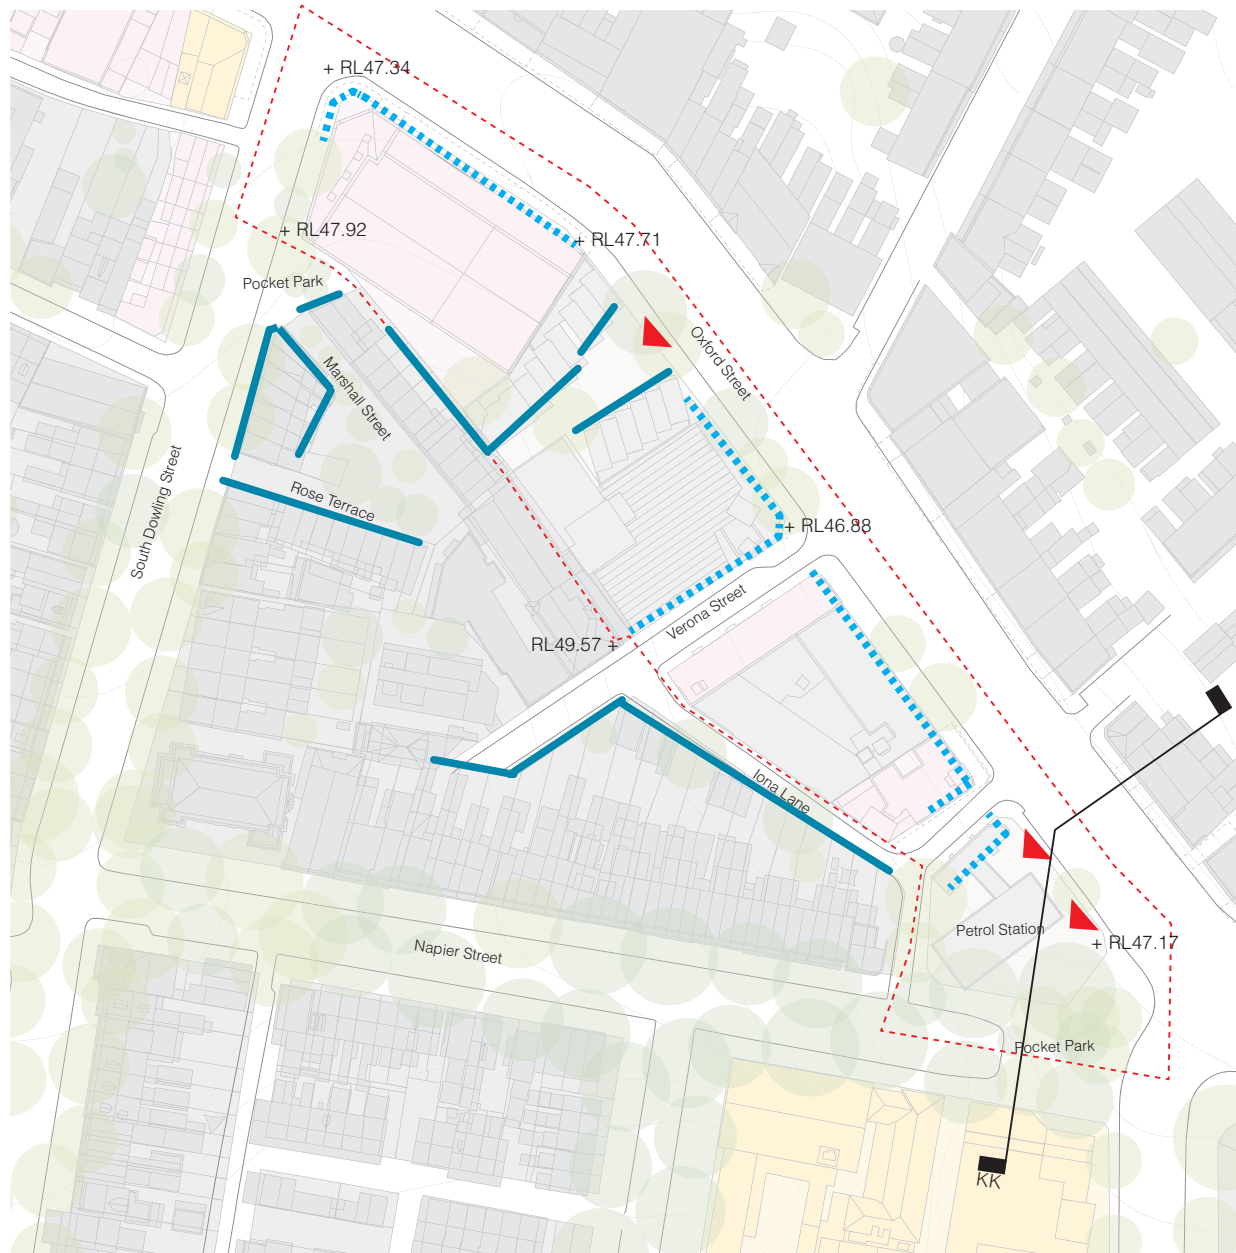 + RL47.34
+ RL47.92
+ RL47.71
Pocket Park
Oxford Street
Marshall Street
South Dowling Street
Rose Terrace
+ RL46.88
Verona Street
RL49.57 +
Iona Lane
Petrol Station
+ RL47.17
Napier Street
Pocket Park
KK